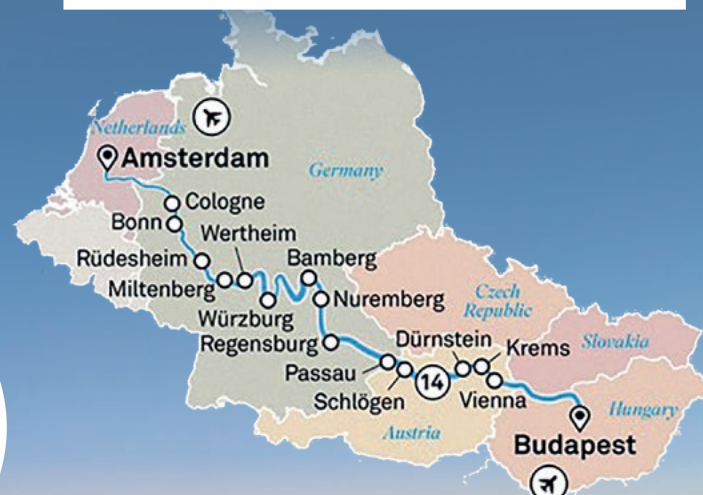 Netherlands
Amsterdam
Germany
Cologne
Bonn
Wertheim
Rüdesheim
Bamberg
Miltenberg
Nuremberg
Würzburg
Czech
Republic
Regensburg
Dürnstein
Krems
Slovakia
Passau
14
Schlögen
Vienna
Hungary
Austria
Budapest